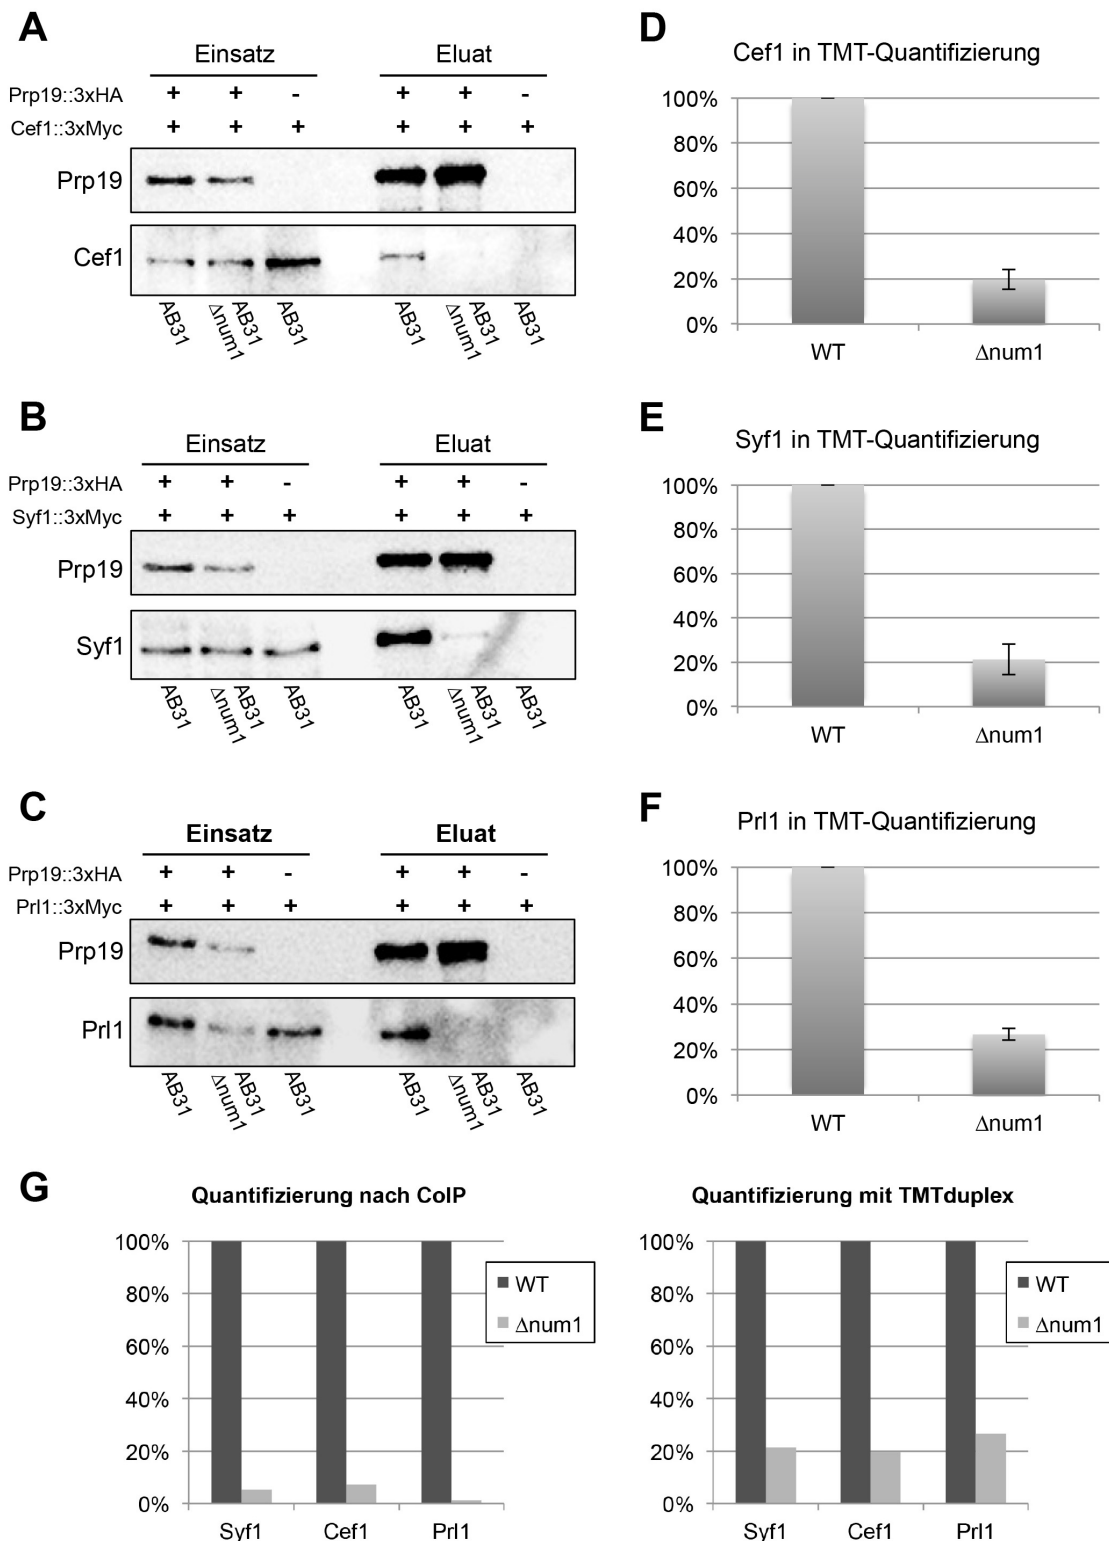 A
Einsatz Eluat
Prp19::3xHA + + - + + -
Cef1::3xMyc + + + + + +
Prp19
Cef1
AB31 Δnum1 AB31 AB31 AB31 Δnum1 AB31 AB31
D
Cef1 in TMT-Quantifizierung
100%
80%
60%
40%
20%
0%
WT Δnum1
B
Einsatz Eluat
Prp19::3xHA + + - + + -
Syf1::3xMyc + + + + + +
Prp19
Syf1
AB31 Δnum1 AB31 AB31 AB31 Δnum1 AB31 AB31
E
Syf1 in TMT-Quantifizierung
100%
80%
60%
40%
20%
0%
WT Δnum1
C
Einsatz Eluat
Prp19::3xHA + + - + + -
Prl1::3xMyc + + + + + +
Prp19
Prl1
AB31 Δnum1 AB31 AB31 AB31 Δnum1 AB31 AB31
F
Prl1 in TMT-Quantifizierung
100%
80%
60%
40%
20%
0%
WT Δnum1
G
Quantifizierung nach CoIP
100%
80%
60%
40%
20%
0%
Syf1 Cef1 Prl1
WT
Δnum1
Quantifizierung mit TMTduplex
100%
80%
60%
40%
20%
0%
Syf1 Cef1 Prl1
WT
Δnum1